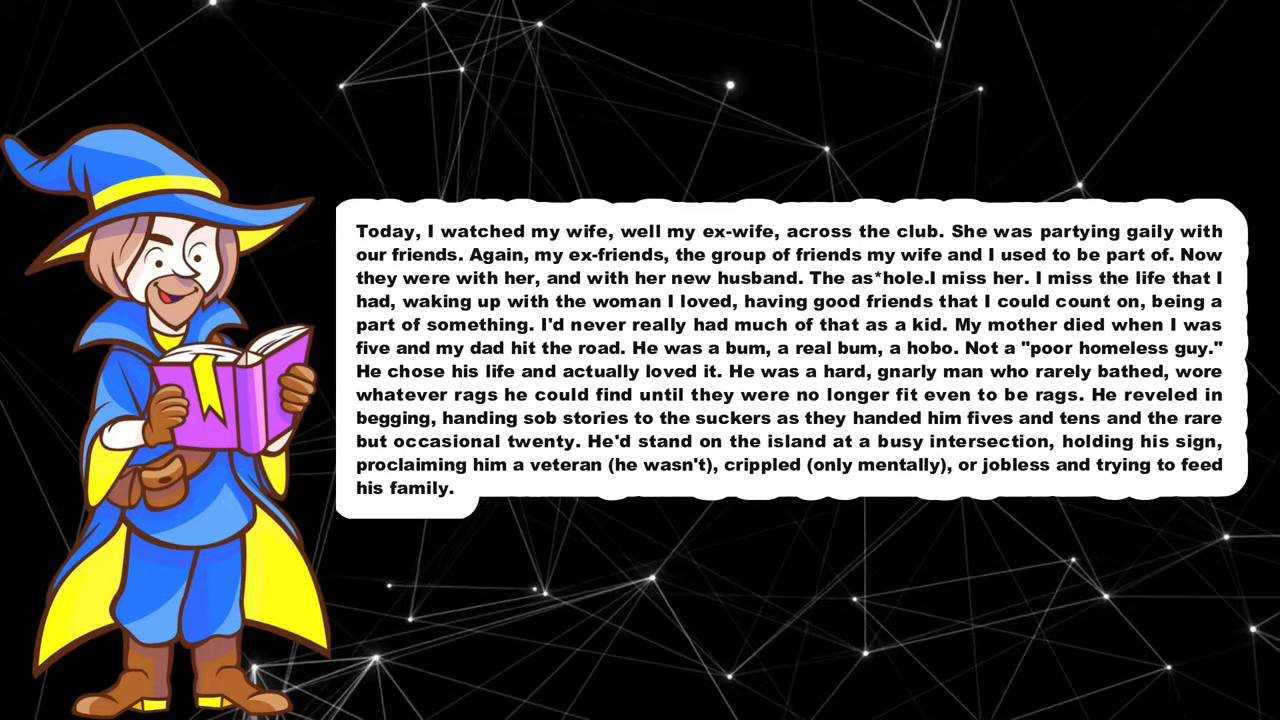 Today, I watched my wife, well my ex-wife, across the club. She was partying gaily with
our friends. Again, my ex-friends, the group of friends my wife and I used to be part of. Now
they were with her, and with her new husband. The as*hole.I miss her. I miss the life that I
had, waking up with the woman I loved, having good friends that I could count on, being a
part of something. I'd never really had much of that as a kid. My mother died when I was
five and my dad hit the road. He was a bum, a real bum, a hobo. Not a "poor homeless guy."
He chose his life and actually loved it. He was a hard, gnarly man who rarely bathed, wore
whatever rags he could find until they were no longer fit even to be rags. He reveled in
begging, handing sob stories to the suckers as they handed him fives and tens and the rare
but occasional twenty. He'd stand on the island at a busy intersection, holding his sign,
proclaiming him a veteran (he wasn't), crippled (only mentally), or jobless and trying to feed
his family.